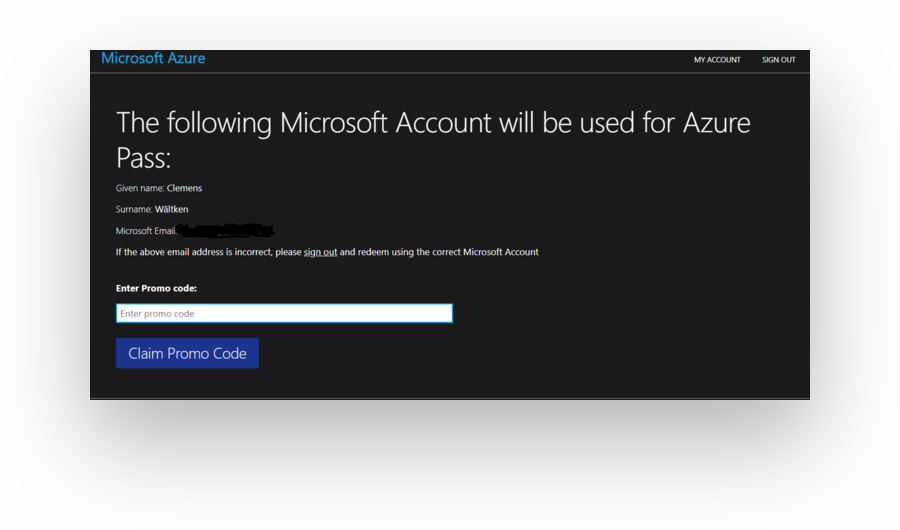 Microsoft Azure
MY ACCOUNT SIGN OUT
The following Microsoft Account will be used for Azure
Pass:
Given name: Clemens
Surname: Wältken
Microsoft Email:
If the above email address is incorrect, please sign out and redeem using the correct Microsoft Account
Enter Promo code:
Enter promo code
Claim Promo Code